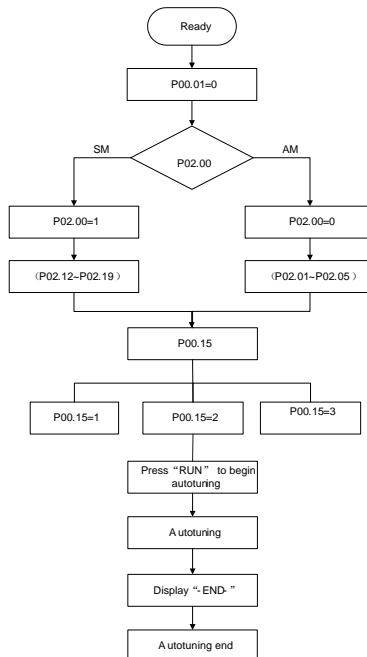 Ready
P00.01=0
SM
AM
P02.00
P02.00=1
P02.00=0
（P02.12~P02.19）
（P02.01~P02.05）
P00.15
P00.15=1
P00.15=2
P00.15=3
Press “RUN” to begin
autotuning
Autotuning
Display “-END-”
Autotuning end